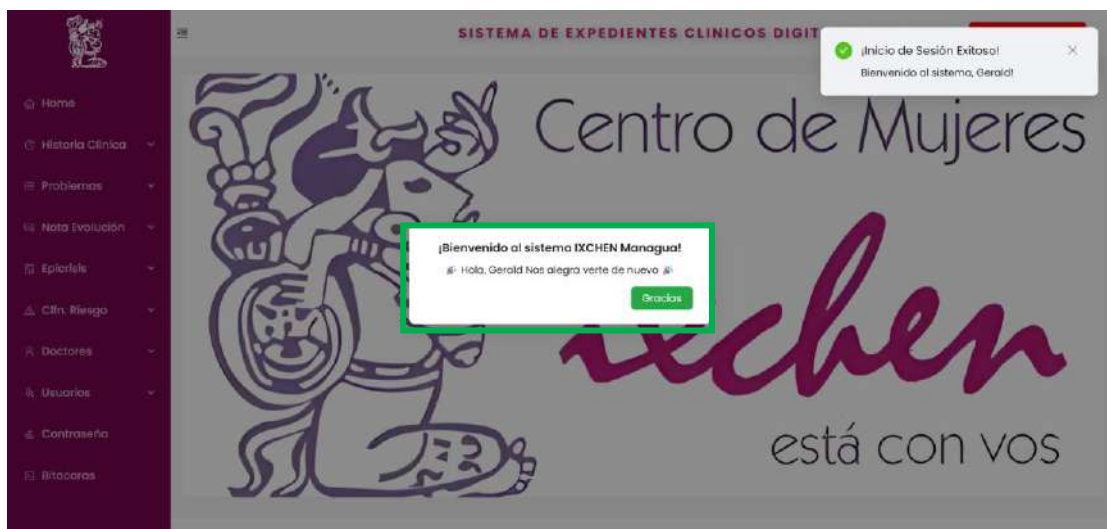 SISTEMA DE EXPEDIENTES CLINICOS DIGIT
¡Inicio de Sesión Exitoso!
Bienvenido al sistema, Gerald!
Home
Historia Clinica
Problemas
Nota Evolución
Epicrisis
Clfn. Riesgo
Doctores
Usuarios
Contraseña
Bitacoras
Centro de Mujeres
ixchen
está con vos
¡Bienvenido al sistema IXCHEN Managua!
Hola, Gerald Nos alegra verte de nuevo
Gracias